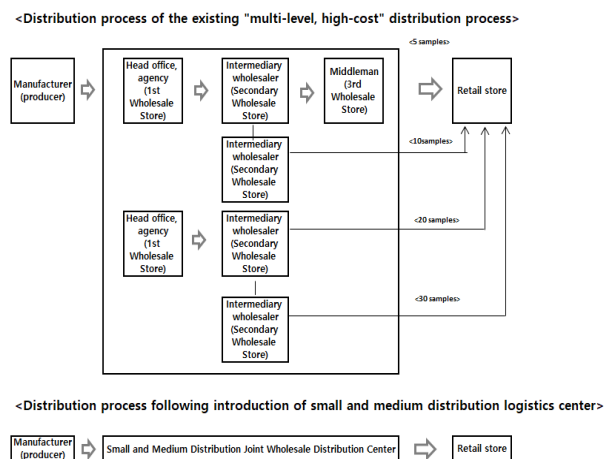 <Distribution process of the existing "multi-level, high-cost" distribution process>
<5 samples>
Manufacturer
(producer)
Head office,
agency
(1st
Wholesale
Store)
Intermediary
wholesaler
(Secondary
Wholesale
Store)
Middleman
(3rd
Wholesale
Store)
Retail store
Intermediary
wholesaler
(Secondary
Wholesale
Store)
<10samples>
Head office,
agency
(1st
Wholesale
Store)
Intermediary
wholesaler
(Secondary
Wholesale
Store)
<20 samples>
Intermediary
wholesaler
(Secondary
Wholesale
Store)
<30 samples>
<Distribution process following introduction of small and medium distribution logistics center>
Manufacturer
(producer)
Small and Medium Distribution Joint Wholesale Distribution Center
Retail store